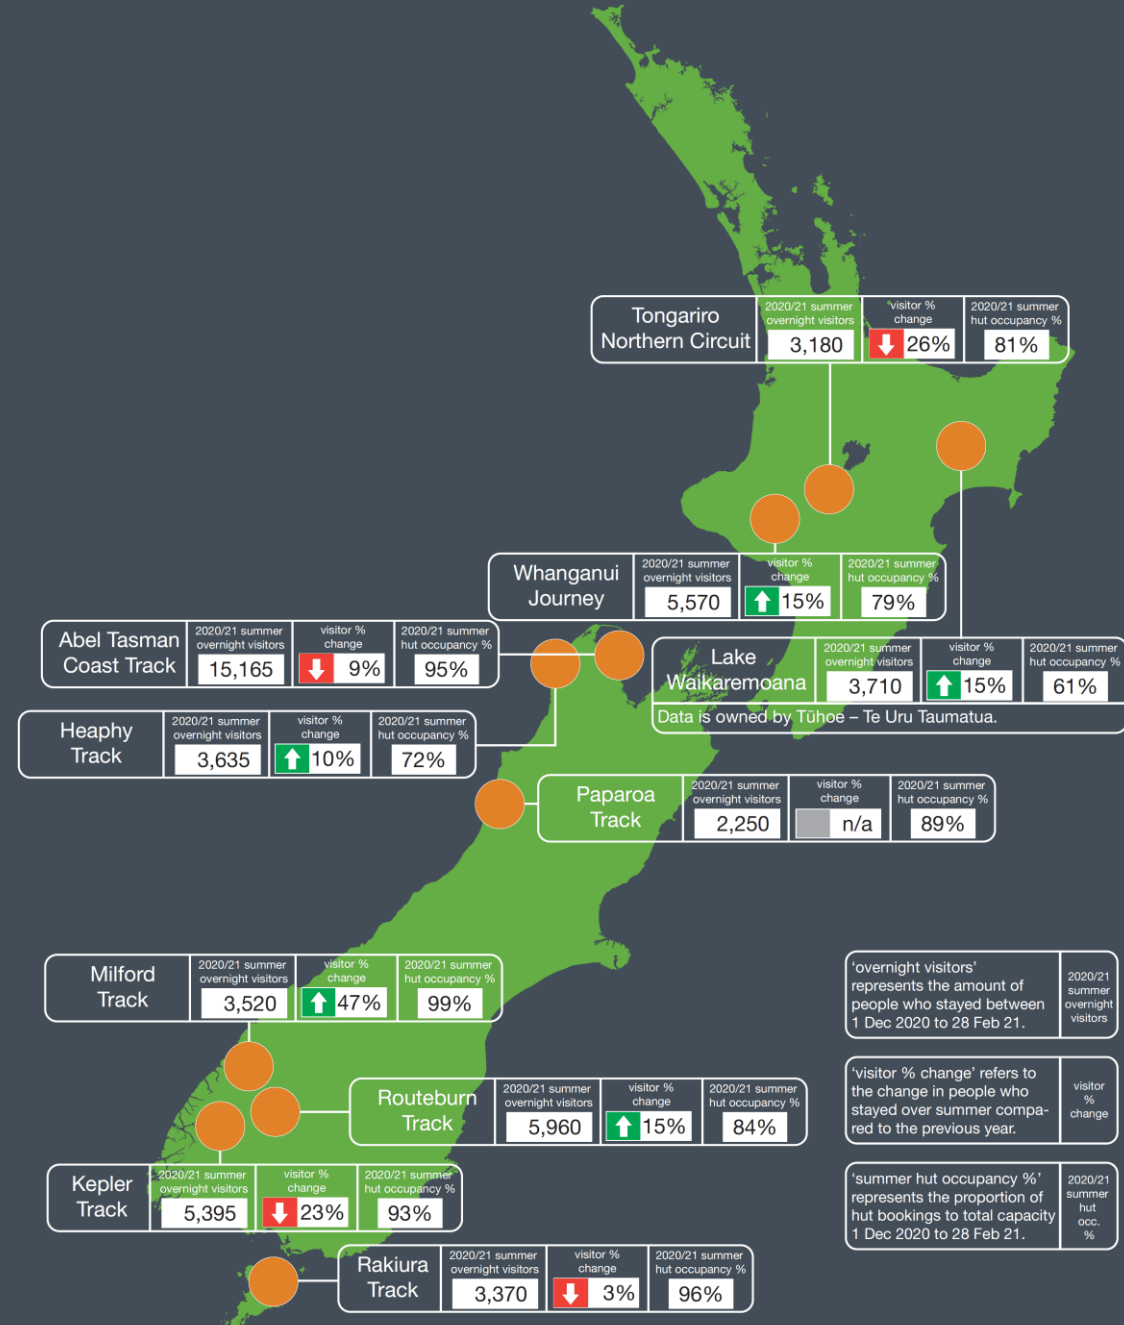 Tongariro
Northern Circuit
2020/21 summer
overnight visitors
3,180
visitor %
change
26%
2020/21 summer
hut occupancy %
81%
Whanganui
Journey
2020/21 summer
overnight visitors
5,570
visitor %
change
15%
2020/21 summer
hut occupancy %
79%
Abel Tasman
Coast Track
2020/21 summer
overnight visitors
15,165
visitor %
change
9%
2020/21 summer
hut occupancy %
95%
Lake
Waikaremoana
2020/21 summer
overnight visitors
3,710
visitor %
change
15%
2020/21 summer
hut occupancy %
61%
Data is owned by Tūhoe – Te Uru Taumatua.
Heaphy
Track
2020/21 summer
overnight visitors
3,635
visitor %
change
10%
2020/21 summer
hut occupancy %
72%
Paparoa
Track
2020/21 summer
overnight visitors
2,250
visitor %
change
n/a
2020/21 summer
hut occupancy %
89%
Milford
Track
2020/21 summer
overnight visitors
3,520
visitor %
change
47%
2020/21 summer
hut occupancy %
99%
Routeburn
Track
2020/21 summer
overnight visitors
5,960
visitor %
change
15%
2020/21 summer
hut occupancy %
84%
Kepler
Track
2020/21 summer
overnight visitors
5,395
visitor %
change
23%
2020/21 summer
hut occupancy %
93%
Rakiura
Track
2020/21 summer
overnight visitors
3,370
visitor %
change
3%
2020/21 summer
hut occupancy %
96%
‘overnight visitors’
represents the amount of
people who stayed between
1 Dec 2020 to 28 Feb 21.
2020/21
summer
overnight
visitors
‘visitor % change’ refers to
the change in people who
stayed over summer compa-
red to the previous year.
visitor
%
change
‘summer hut occupancy %’
represents the proportion of
hut bookings to total capacity
1 Dec 2020 to 28 Feb 21.
2020/21
summer
hut
occ.
%